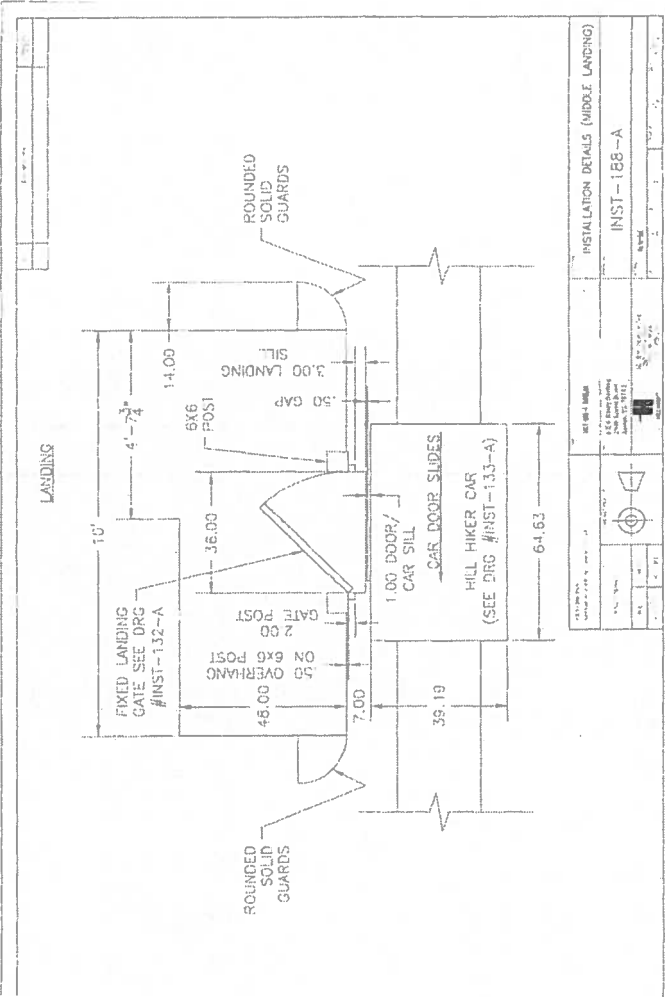 LANDING
10'
4'-7 3/4"
14.00
ROUNDED
SOLID
GUARDS
FIXED LANDING
GATE SEE DRG
#INST-132-A
36.00
6X6
POST
.50 GAP
3.00 LANDING
SILL
48.00
.50 OVERHANG
ON 6x6 POST
2.00
GATE POST
7.00
1.00 DOOR/
CAR SILL
CAR DOOR SLIDES
HILL HIKER CAR
(SEE DRG #INST-133-A)
39.19
64.63
ROUNDED
SOLID
GUARDS
INSTALLATION DETAILS (MIDDLE LANDING)
INST-188-A